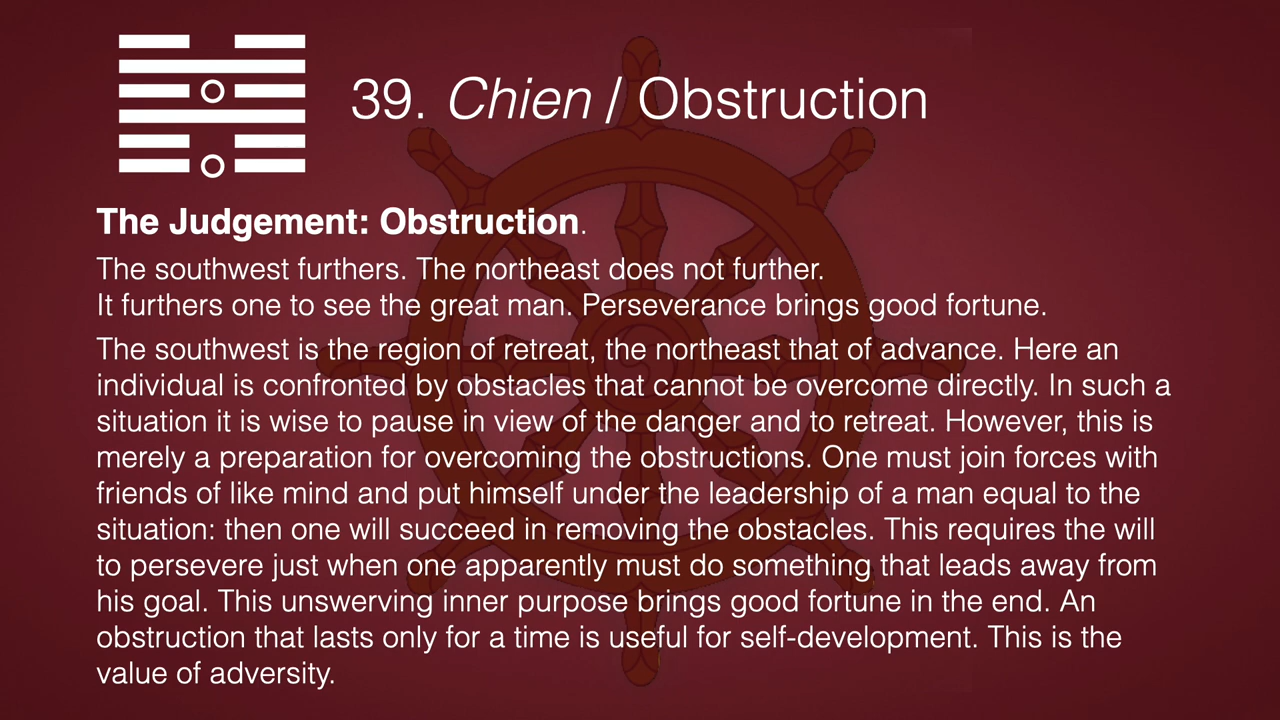 39. Chien / Obstruction
The Judgement: Obstruction.
The southwest furthers. The northeast does not further.
It furthers one to see the great man. Perseverance brings good fortune.
The southwest is the region of retreat, the northeast that of advance. Here an
individual is confronted by obstacles that cannot be overcome directly. In such a
situation it is wise to pause in view of the danger and to retreat. However, this is
merely a preparation for overcoming the obstructions. One must join forces with
friends of like mind and put himself under the leadership of a man equal to the
situation: then one will succeed in removing the obstacles. This requires the will
to persevere just when one apparently must do something that leads away from
his goal. This unswerving inner purpose brings good fortune in the end. An
obstruction that lasts only for a time is useful for self-development. This is the
value of adversity.